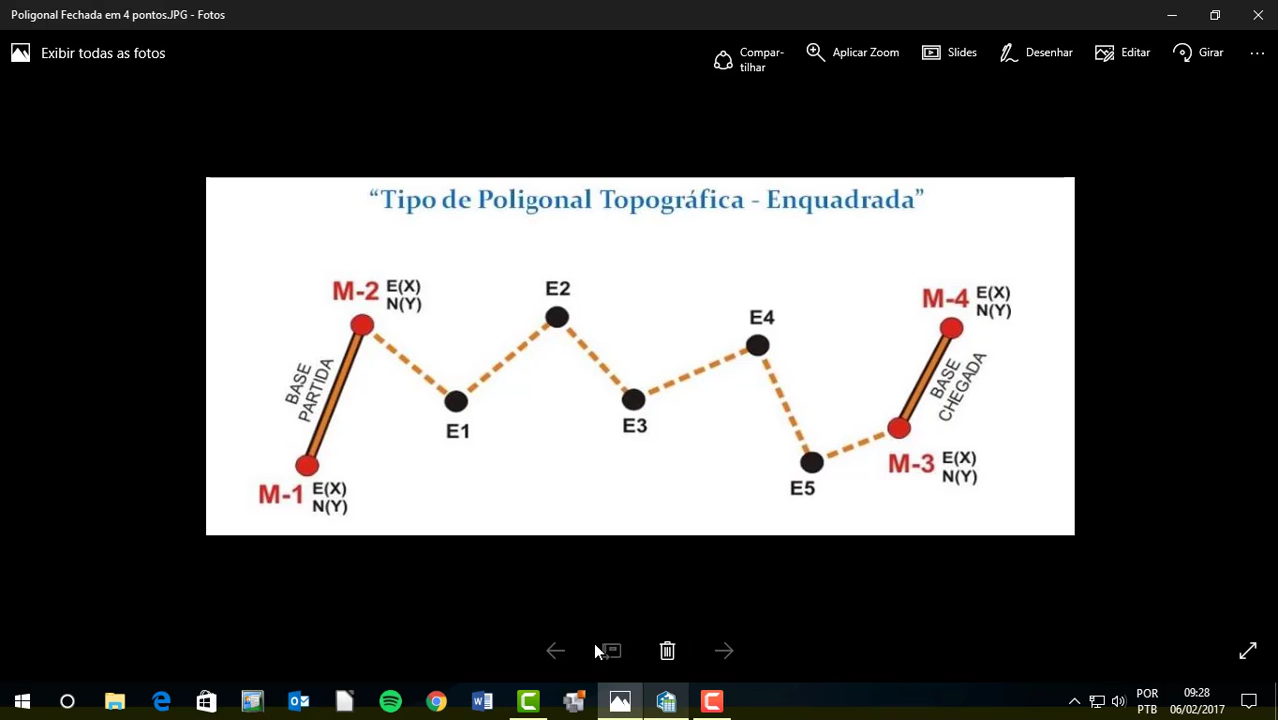 Poligonal Fechada em 4 pontos.JPG - Fotos
Exibir todas as fotos
Compar-
tilhar
Aplicar Zoom
Slides
Desenhar
Editar
Girar
“Tipo de Poligonal Topográfica - Enquadrada”
M-2 E(X)
N(Y)
E2
E4
M-4 E(X)
N(Y)
BASE
PARTIDA
BASE
CHEGADA
E1
E3
M-1 E(X)
N(Y)
E5
M-3 E(X)
N(Y)
POR
PTB
09:28
06/02/2017